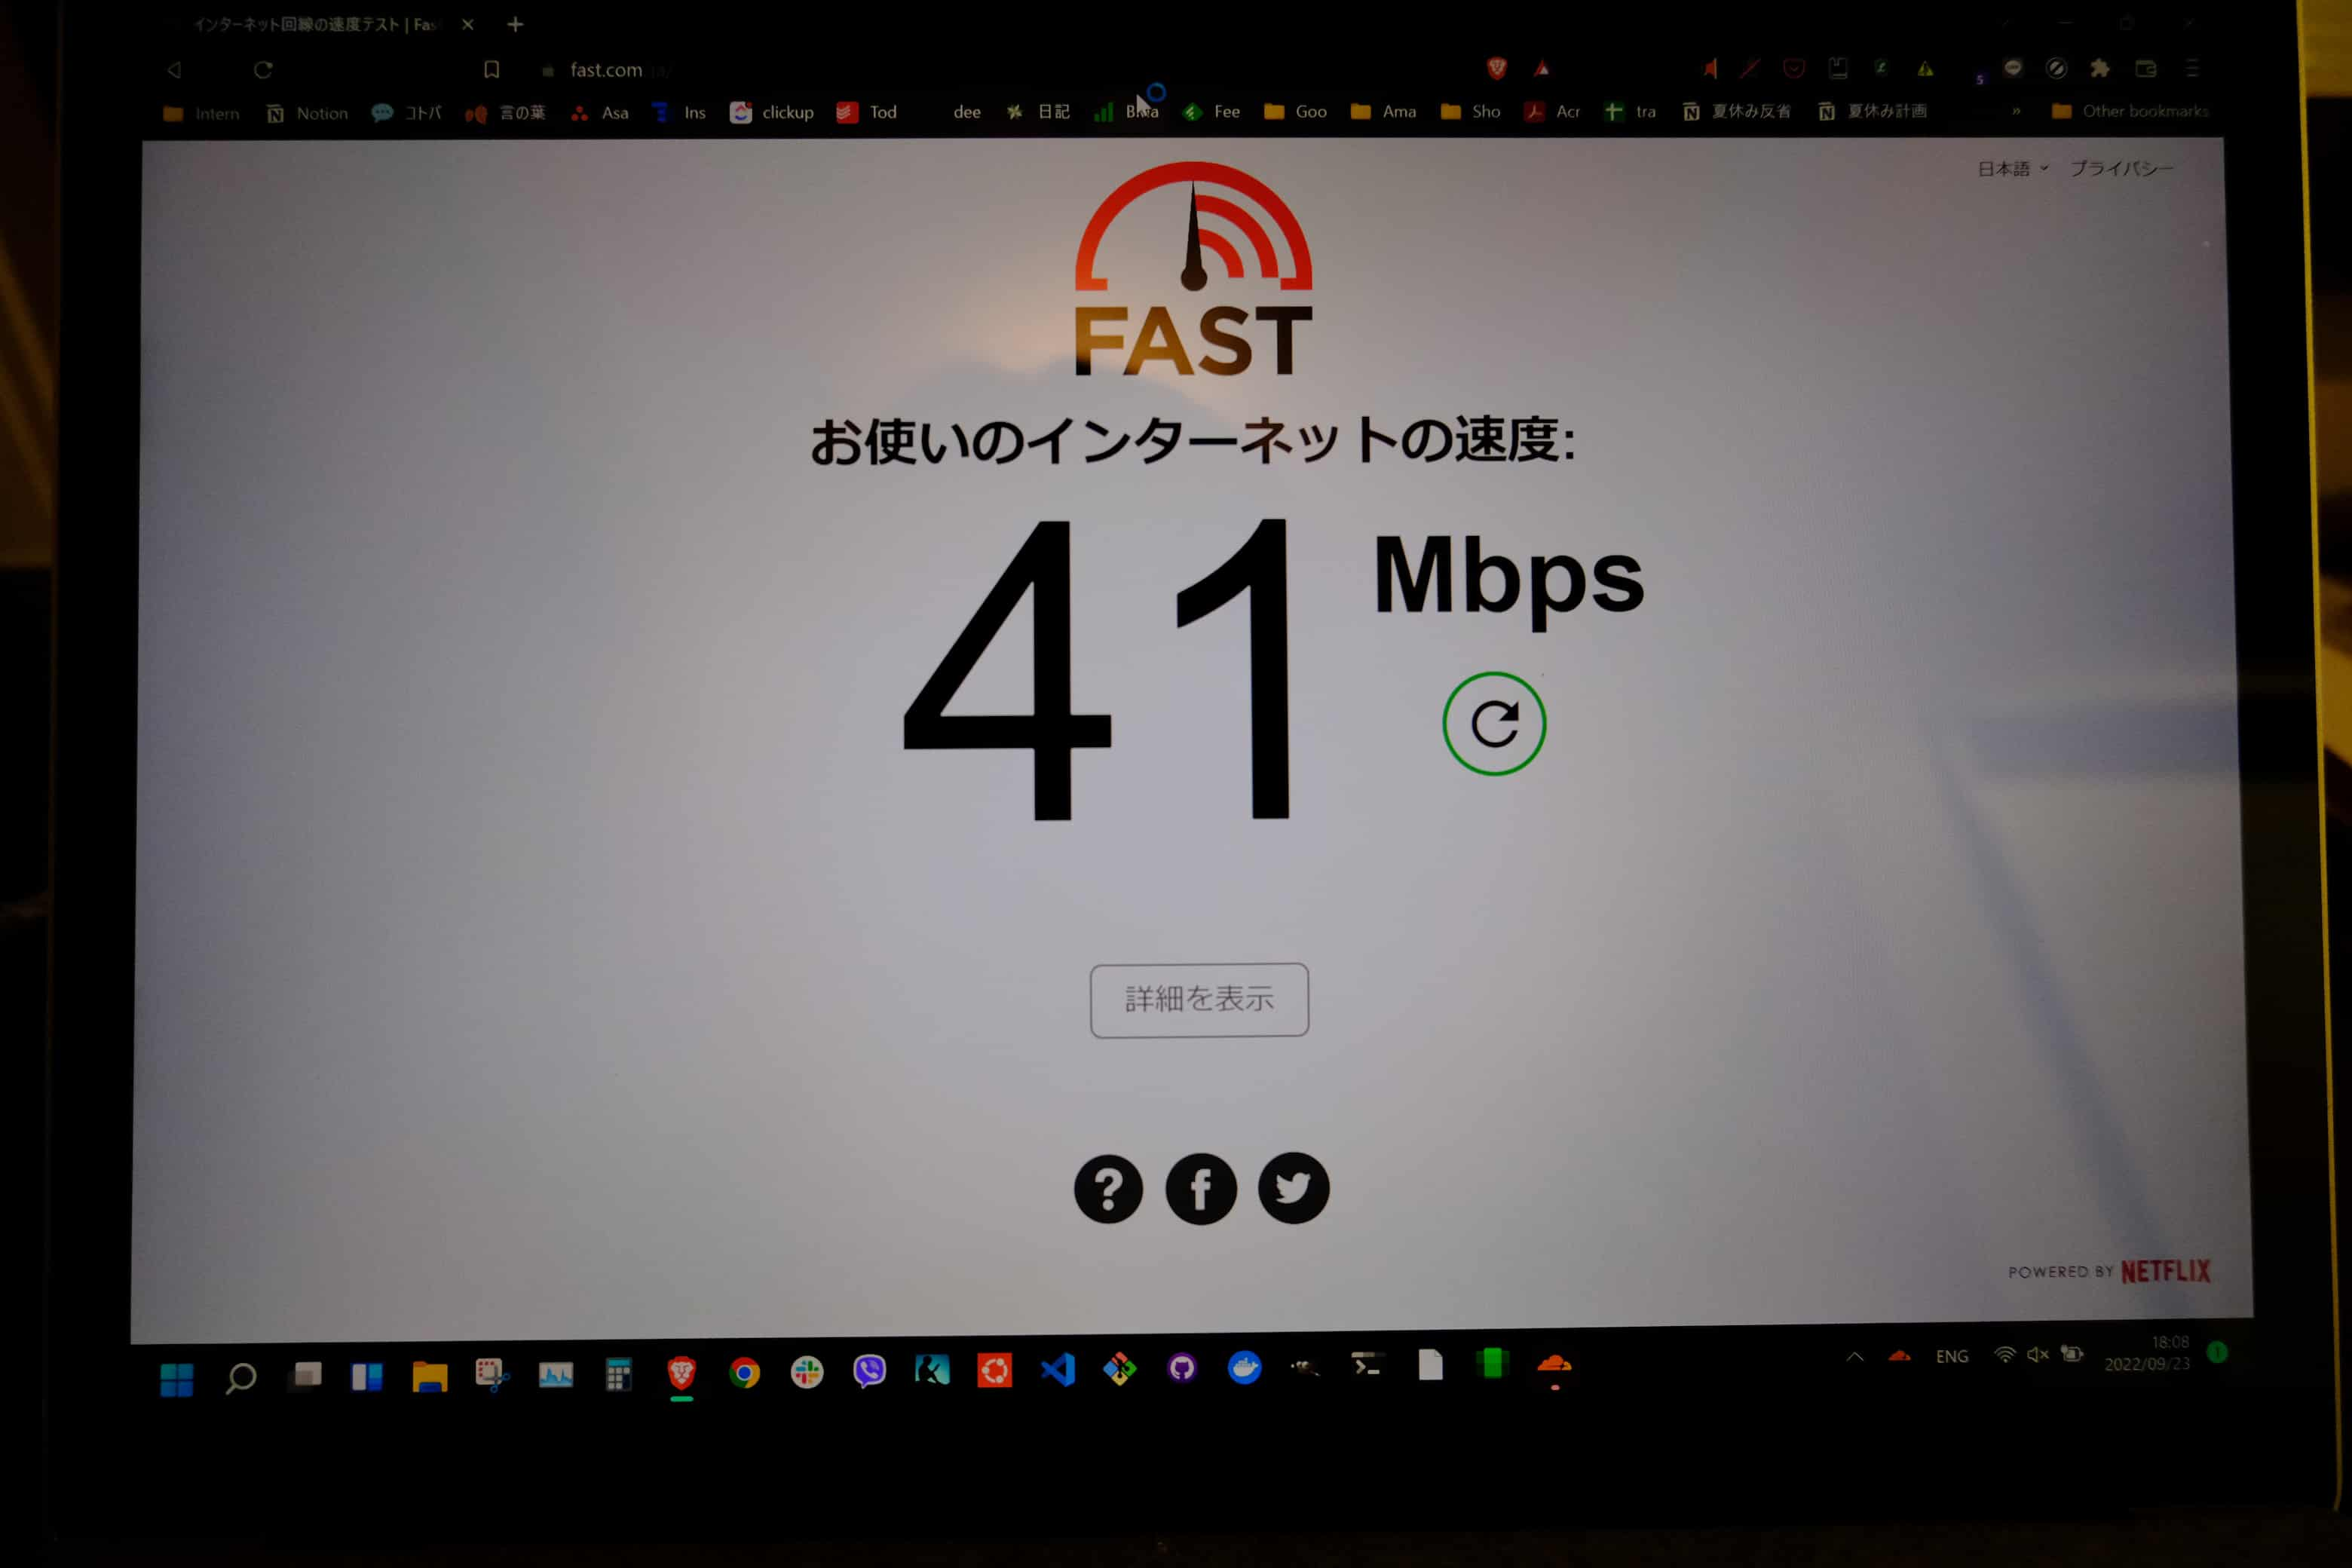 インターネット回線の速度テスト | Fas
fast.com
Intern Notion コトバ 言の葉 Asa Ins clickup Tod dee 日記 Fee Goo Ama Sho Acr tra 夏休み反省 夏休み計画 » Other bookmarks
日本語 プライバシー
FAST
お使いのインターネットの速度:
41 Mbps
詳細を表示
POWERED BY NETFLIX
ENG
18:08
2022/09/23